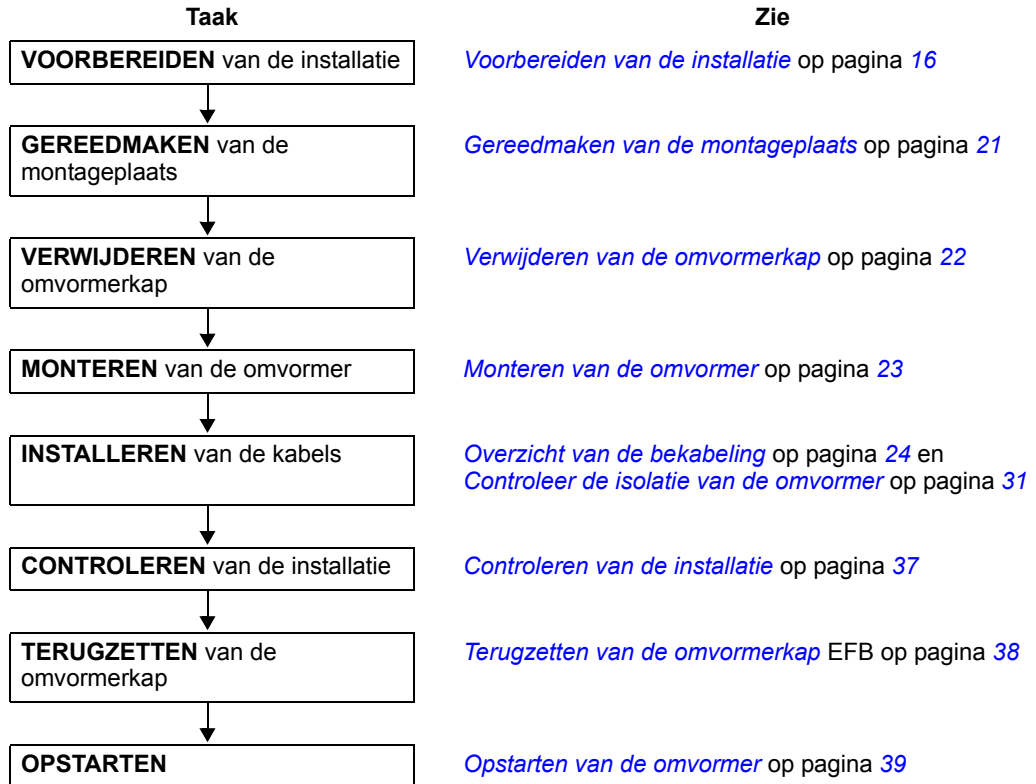 Taak Zie
VOORBEREIDEN van de installatie Voorbereiden van de installatie op pagina 16
GEREEDMAKEN van de Gereedmaken van de montageplaats op pagina 21
montageplaats
VERWIJDEREN van de Verwijderen van de omvormerkap op pagina 22
omvormerkap
MONTEREN van de omvormer Monteren van de omvormer op pagina 23
INSTALLEREN van de kabels Overzicht van de bekabeling op pagina 24 en
Controleer de isolatie van de omvormer op pagina 31
CONTROLEREN van de installatie Controleren van de installatie op pagina 37
TERUGZETTEN van de Terugzetten van de omvormerkap EFB op pagina 38
omvormerkap
OPSTARTEN Opstarten van de omvormer op pagina 39